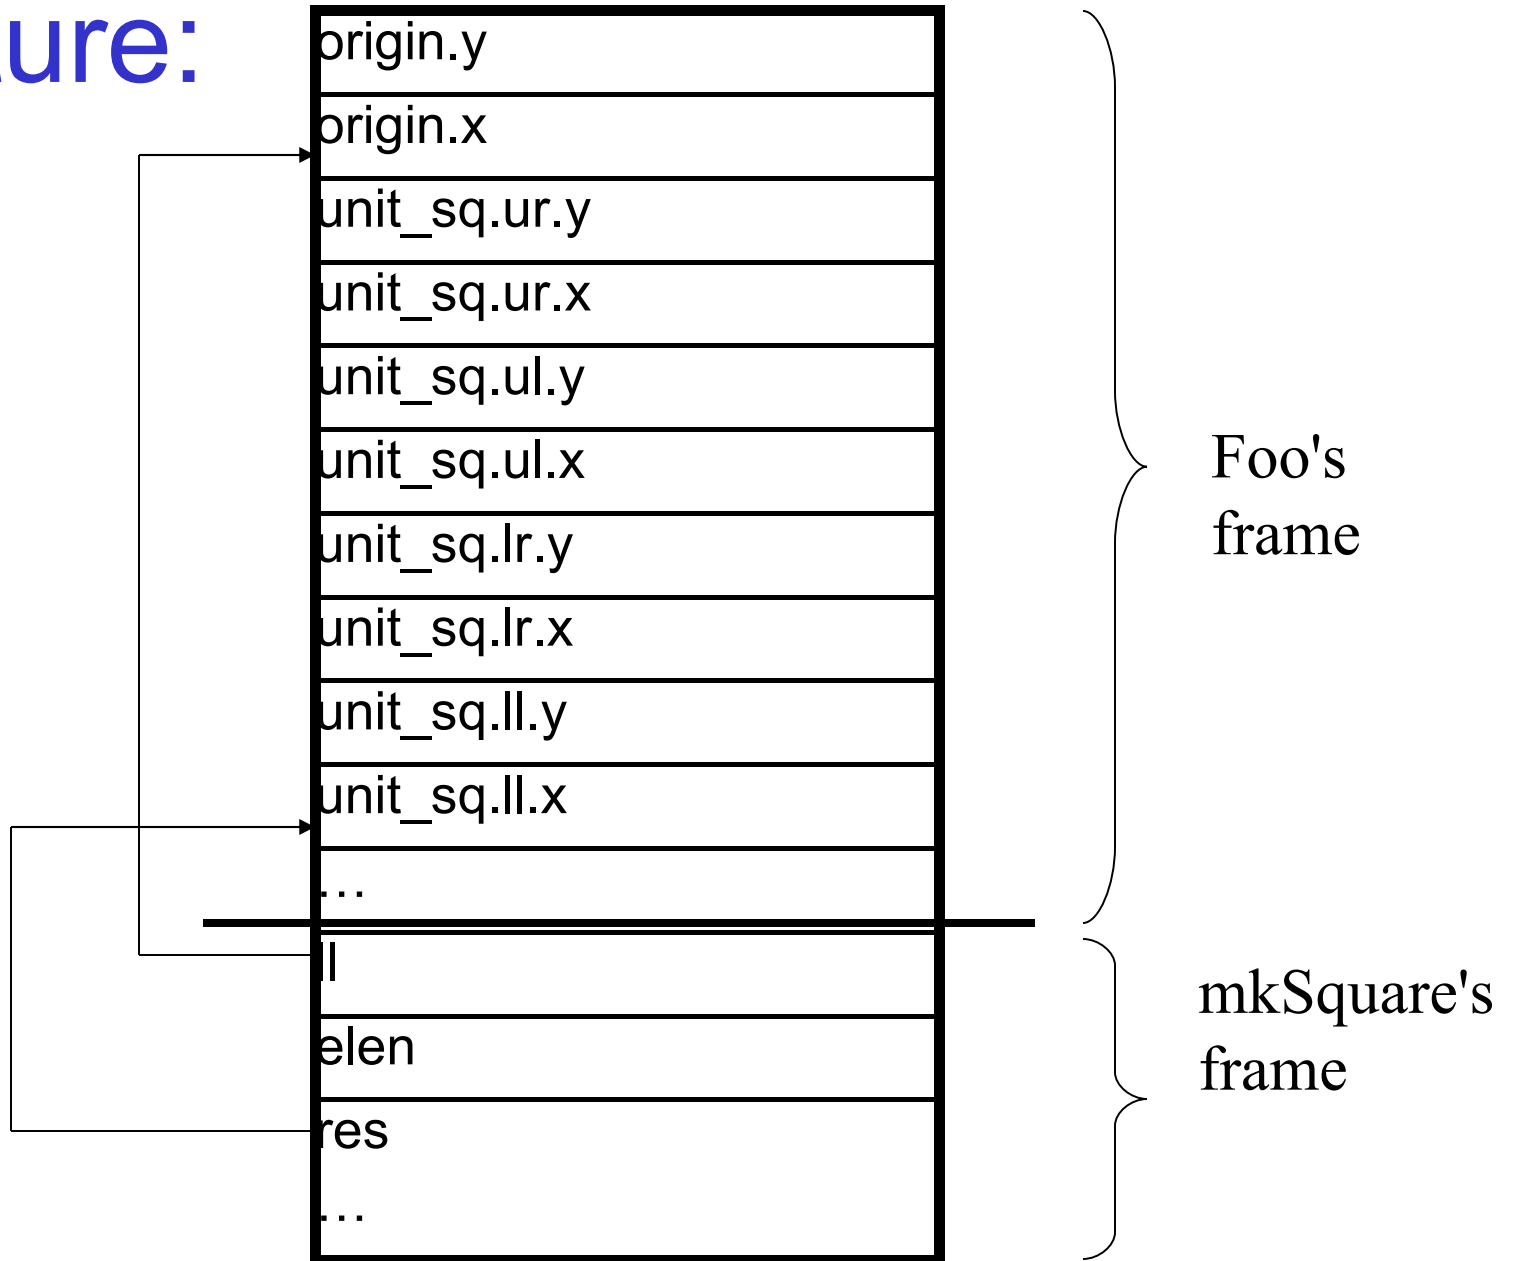 ure:
origin.y
origin.x
unit_sq.ur.y
unit_sq.ur.x
unit_sq.ul.y
unit_sq.ul.x
unit_sq.lr.y
unit_sq.lr.x
unit_sq.ll.y
unit_sq.ll.x
…
ll
elen
res
…
Foo's
frame
mkSquare's
frame